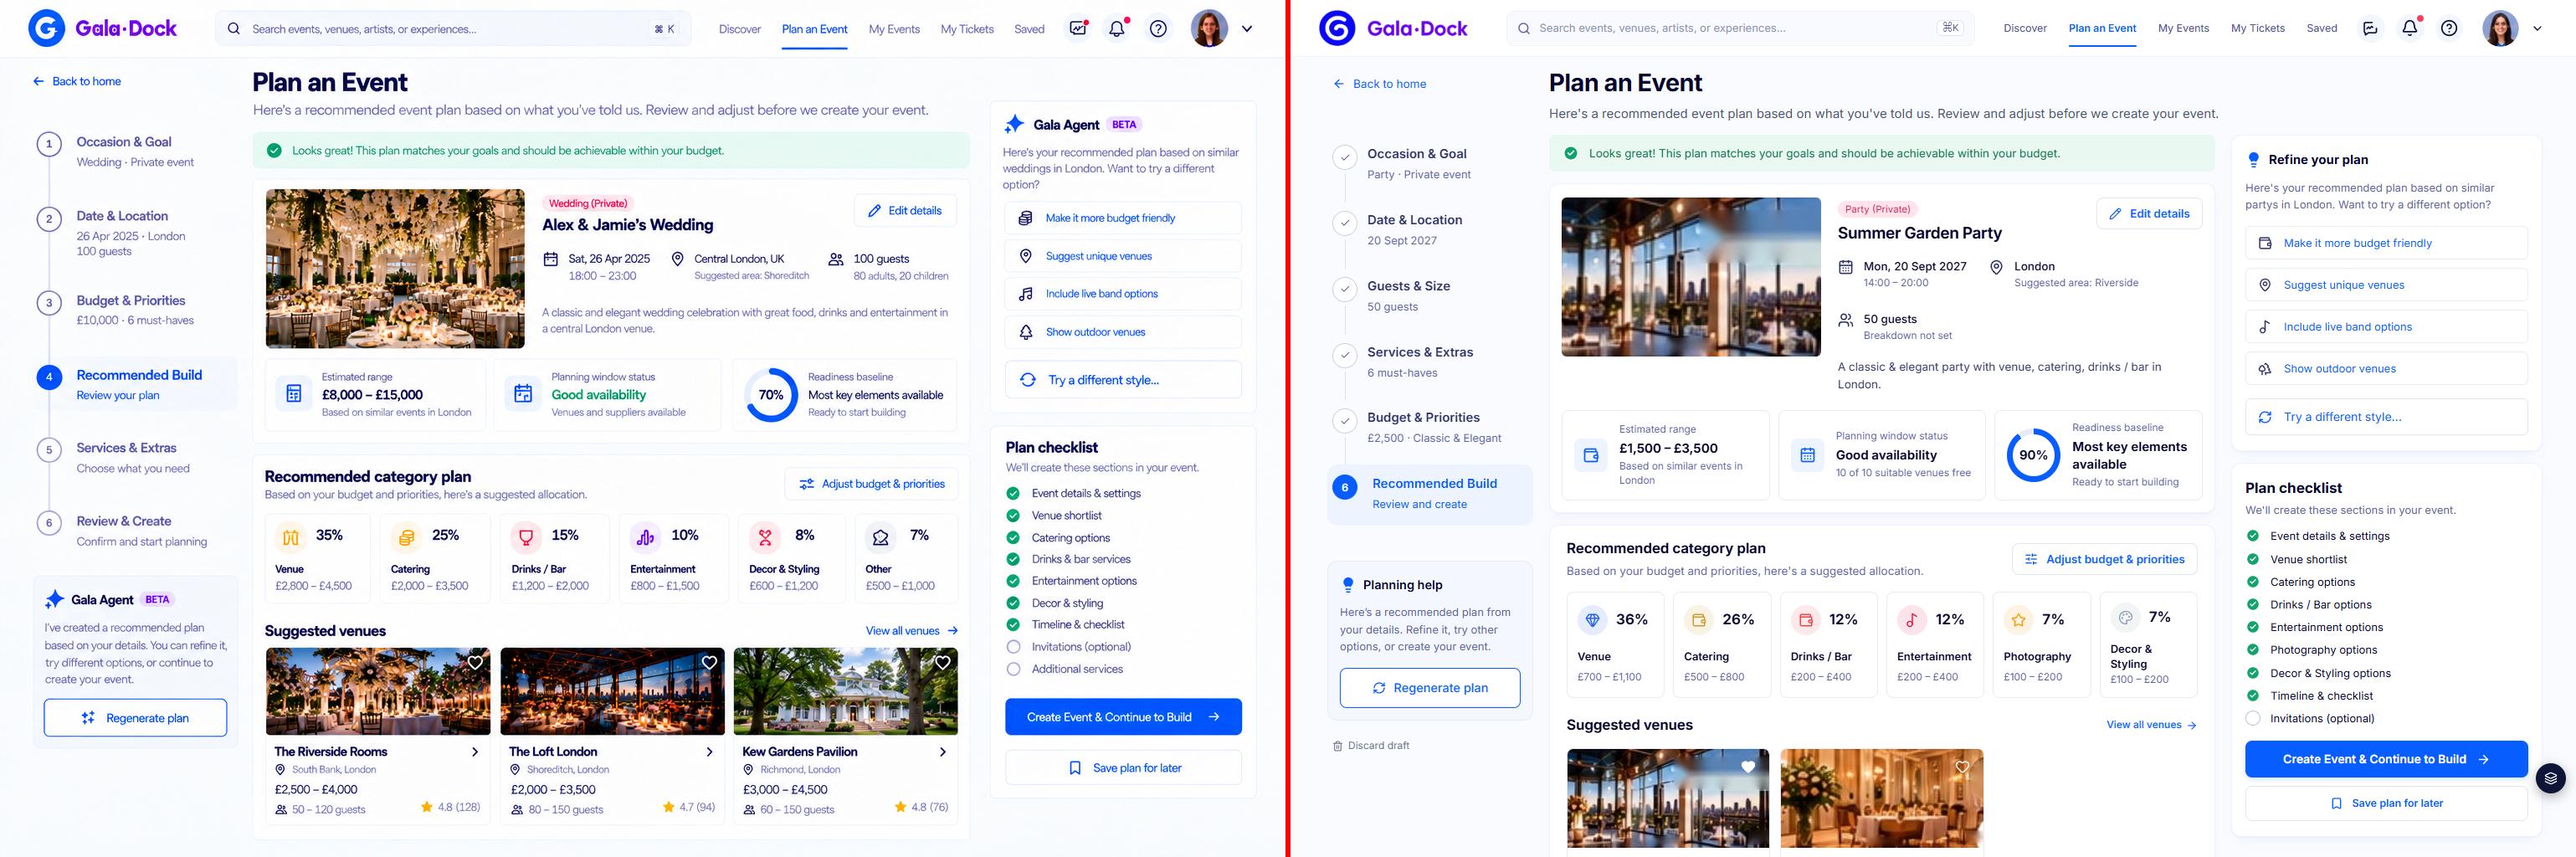 Gala·Dock
Search events, venues, artists, or experiences...
⌘ K
Discover
Plan an Event
My Events
My Tickets
Saved
Back to home
1
Occasion & Goal
Wedding · Private event
2
Date & Location
26 Apr 2025 · London
100 guests
3
Budget & Priorities
£10,000 · 6 must-haves
4
Recommended Build
Review your plan
5
Services & Extras
Choose what you need
6
Review & Create
Confirm and start planning
Gala Agent BETA
I've created a recommended plan
based on your details. You can refine it,
try different options, or continue to
create your event.
Regenerate plan
Plan an Event
Here's a recommended event plan based on what you've told us. Review and adjust before we create your event.
Looks great! This plan matches your goals and should be achievable within your budget.
Wedding (Private)
Alex & Jamie's Wedding
Edit details
Sat, 26 Apr 2025
18:00 – 23:00
Central London, UK
Suggested area: Shoreditch
100 guests
80 adults, 20 children
A classic and elegant wedding celebration with great food, drinks and entertainment in
a central London venue.
Estimated range
£8,000 – £15,000
Based on similar events in London
Planning window status
Good availability
Venues and suppliers available
70%
Readiness baseline
Most key elements available
Ready to start building
Recommended category plan
Based on your budget and priorities, here's a suggested allocation.
Adjust budget & priorities
35%
Venue
£2,800 – £4,500
25%
Catering
£2,000 – £3,500
15%
Drinks / Bar
£1,200 – £2,000
10%
Entertainment
£800 – £1,500
8%
Decor & Styling
£600 – £1,200
7%
Other
£500 – £1,000
Suggested venues
View all venues
The Riverside Rooms
South Bank, London
£2,500 – £4,000
50 – 120 guests
4.8 (128)
The Loft London
Shoreditch, London
£2,000 – £3,500
80 – 150 guests
4.7 (94)
Kew Gardens Pavilion
Richmond, London
£3,000 – £4,500
60 – 150 guests
4.8 (76)
Gala Agent BETA
Here's your recommended plan based on similar
weddings in London. Want to try a different
option?
Make it more budget friendly
Suggest unique venues
Include live band options
Show outdoor venues
Try a different style...
Plan checklist
We'll create these sections in your event.
Event details & settings
Venue shortlist
Catering options
Drinks & bar services
Entertainment options
Decor & styling
Timeline & checklist
Invitations (optional)
Additional services
Create Event & Continue to Build
Save plan for later
Gala·Dock
Search events, venues, artists, or experiences...
⌘K
Discover
Plan an Event
My Events
My Tickets
Saved
Back to home
Occasion & Goal
Party · Private event
Date & Location
20 Sept 2027
Guests & Size
50 guests
Services & Extras
6 must-haves
Budget & Priorities
£2,500 · Classic & Elegant
6
Recommended Build
Review and create
Planning help
Here's a recommended plan from
your details. Refine it, try other
options, or create your event.
Regenerate plan
Discard draft
Plan an Event
Here's a recommended event plan based on what you've told us. Review and adjust before we create your event.
Looks great! This plan matches your goals and should be achievable within your budget.
Party (Private)
Summer Garden Party
Edit details
Mon, 20 Sept 2027
14:00 – 20:00
London
Suggested area: Riverside
50 guests
Breakdown not set
A classic & elegant party with venue, catering, drinks / bar in
London.
Estimated range
£1,500 – £3,500
Based on similar events in
London
Planning window status
Good availability
10 of 10 suitable venues free
90%
Readiness baseline
Most key elements
available
Ready to start building
Recommended category plan
Based on your budget and priorities, here's a suggested allocation.
Adjust budget & priorities
36%
Venue
£700 – £1,100
26%
Catering
£500 – £800
12%
Drinks / Bar
£200 – £400
12%
Entertainment
£200 – £400
7%
Photography
£100 – £200
7%
Decor &
Styling
£100 – £200
Suggested venues
View all venues
Refine your plan
Here's your recommended plan based on similar
partys in London. Want to try a different option?
Make it more budget friendly
Suggest unique venues
Include live band options
Show outdoor venues
Try a different style...
Plan checklist
We'll create these sections in your event.
Event details & settings
Venue shortlist
Catering options
Drinks / Bar options
Entertainment options
Photography options
Decor & Styling options
Timeline & checklist
Invitations (optional)
Create Event & Continue to Build
Save plan for later